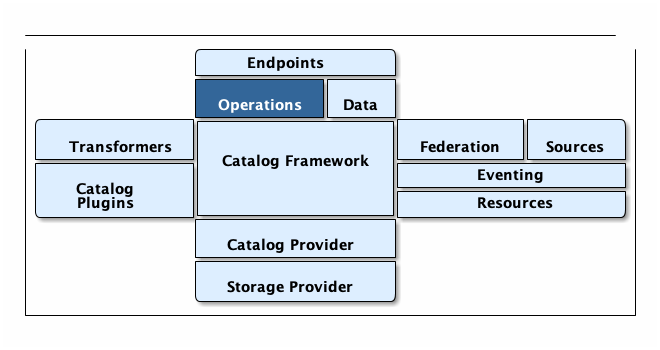 Endpoints
Operations
Data
Transformers
Catalog Framework
Federation
Sources
Catalog
Plugins
Eventing
Resources
Catalog Provider
Storage Provider